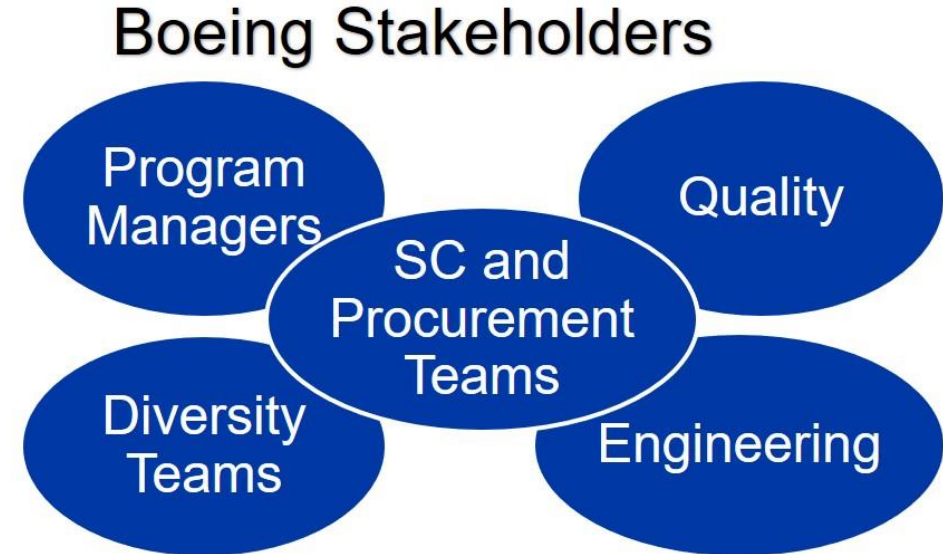 Boeing Stakeholders
Program
Managers
Quality
SC and
Procurement
Teams
Diversity
Teams
Engineering